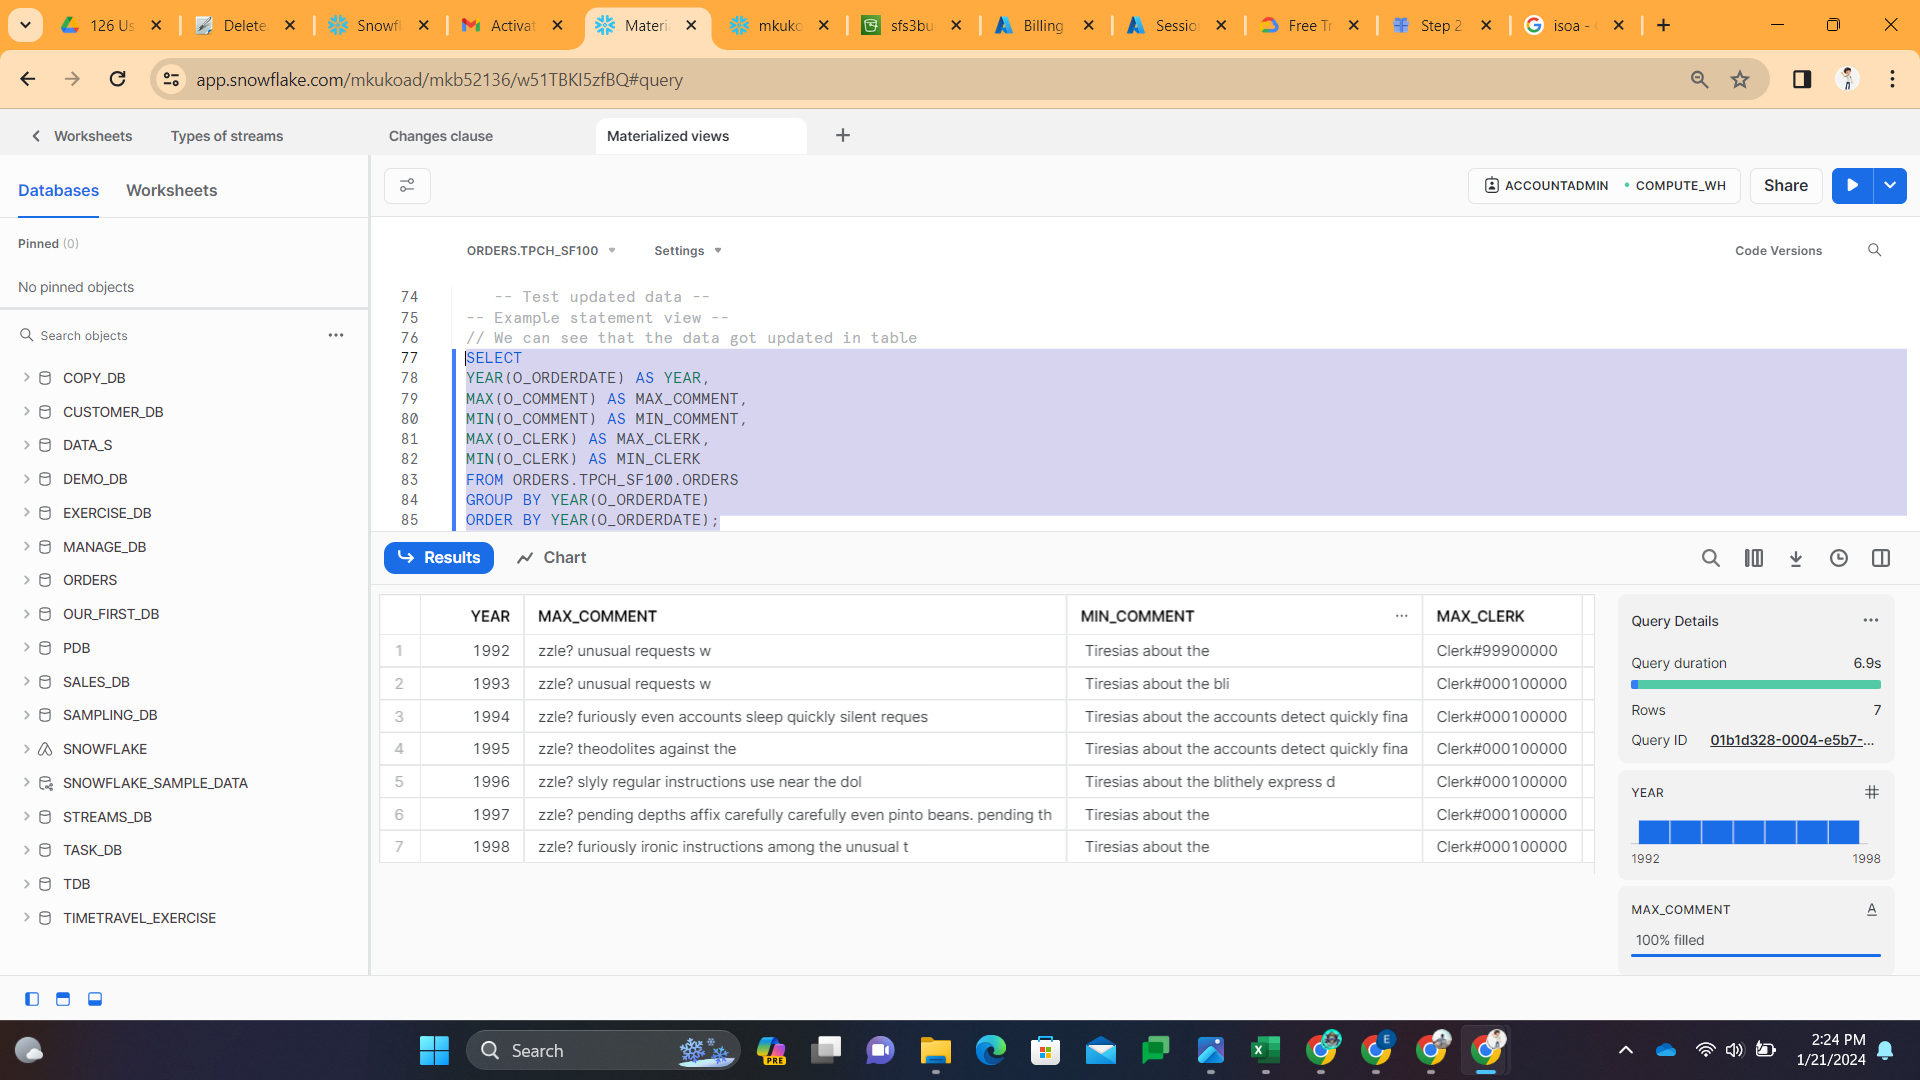 126 Us
Delete
Snowfl
Activat
Materia
mkuko
sfs3bu
Billing
Sessio
Free Tr
Step 2
isoa -
app.snowflake.com/mkukoad/mkb52136/w51TBKI5zfBQ#query
Worksheets
Types of streams
Changes clause
Materialized views
Databases
Worksheets
ACCOUNTADMIN
COMPUTE_WH
Share
Pinned (0)
No pinned objects
Search objects
COPY_DB
CUSTOMER_DB
DATA_S
DEMO_DB
EXERCISE_DB
MANAGE_DB
ORDERS
OUR_FIRST_DB
PDB
SALES_DB
SAMPLING_DB
SNOWFLAKE
SNOWFLAKE_SAMPLE_DATA
STREAMS_DB
TASK_DB
TDB
TIMETRAVEL_EXERCISE
ORDERS.TPCH_SF100
Settings
Code Versions
74 -- Test updated data --
75 -- Example statement view --
76 // We can see that the data got updated in table
77 SELECT
78 YEAR(O_ORDERDATE) AS YEAR,
79 MAX(O_COMMENT) AS MAX_COMMENT,
80 MIN(O_COMMENT) AS MIN_COMMENT,
81 MAX(O_CLERK) AS MAX_CLERK,
82 MIN(O_CLERK) AS MIN_CLERK
83 FROM ORDERS.TPCH_SF100.ORDERS
84 GROUP BY YEAR(O_ORDERDATE)
85 ORDER BY YEAR(O_ORDERDATE);
Results
Chart
YEAR MAX_COMMENT MIN_COMMENT ... MAX_CLERK
1 1992 zzle? unusual requests w Tiresias about the Clerk#99900000
2 1993 zzle? unusual requests w Tiresias about the bli Clerk#000100000
3 1994 zzle? furiously even accounts sleep quickly silent reques Tiresias about the accounts detect quickly fina Clerk#000100000
4 1995 zzle? theodolites against the Tiresias about the accounts detect quickly fina Clerk#000100000
5 1996 zzle? slyly regular instructions use near the dol Tiresias about the blithely express d Clerk#000100000
6 1997 zzle? pending depths affix carefully carefully even pinto beans. pending th Tiresias about the Clerk#000100000
7 1998 zzle? furiously ironic instructions among the unusual t Tiresias about the Clerk#000100000
Query Details
Query duration 6.9s
Rows 7
Query ID 01b1d328-0004-e5b7-...
YEAR #
1992 1998
MAX_COMMENT A
100% filled
Search
PRE
E
2:24 PM
1/21/2024